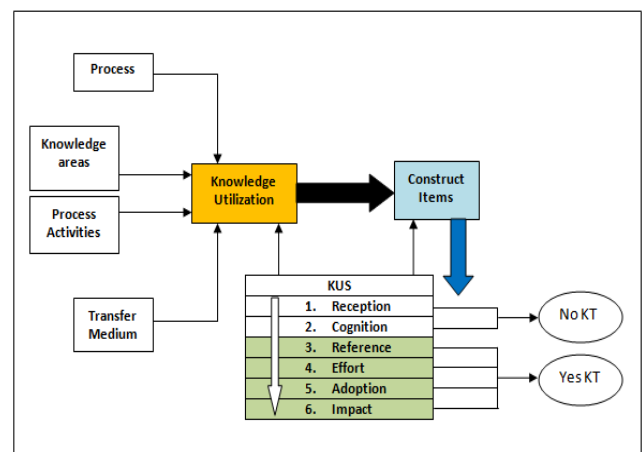 Process
Knowledge
areas
Process
Activities
Transfer
Medium
Knowledge
Utilization
Construct
Items
KUS
1. Reception
2. Cognition
3. Reference
4. Effort
5. Adoption
6. Impact
No KT
Yes KT